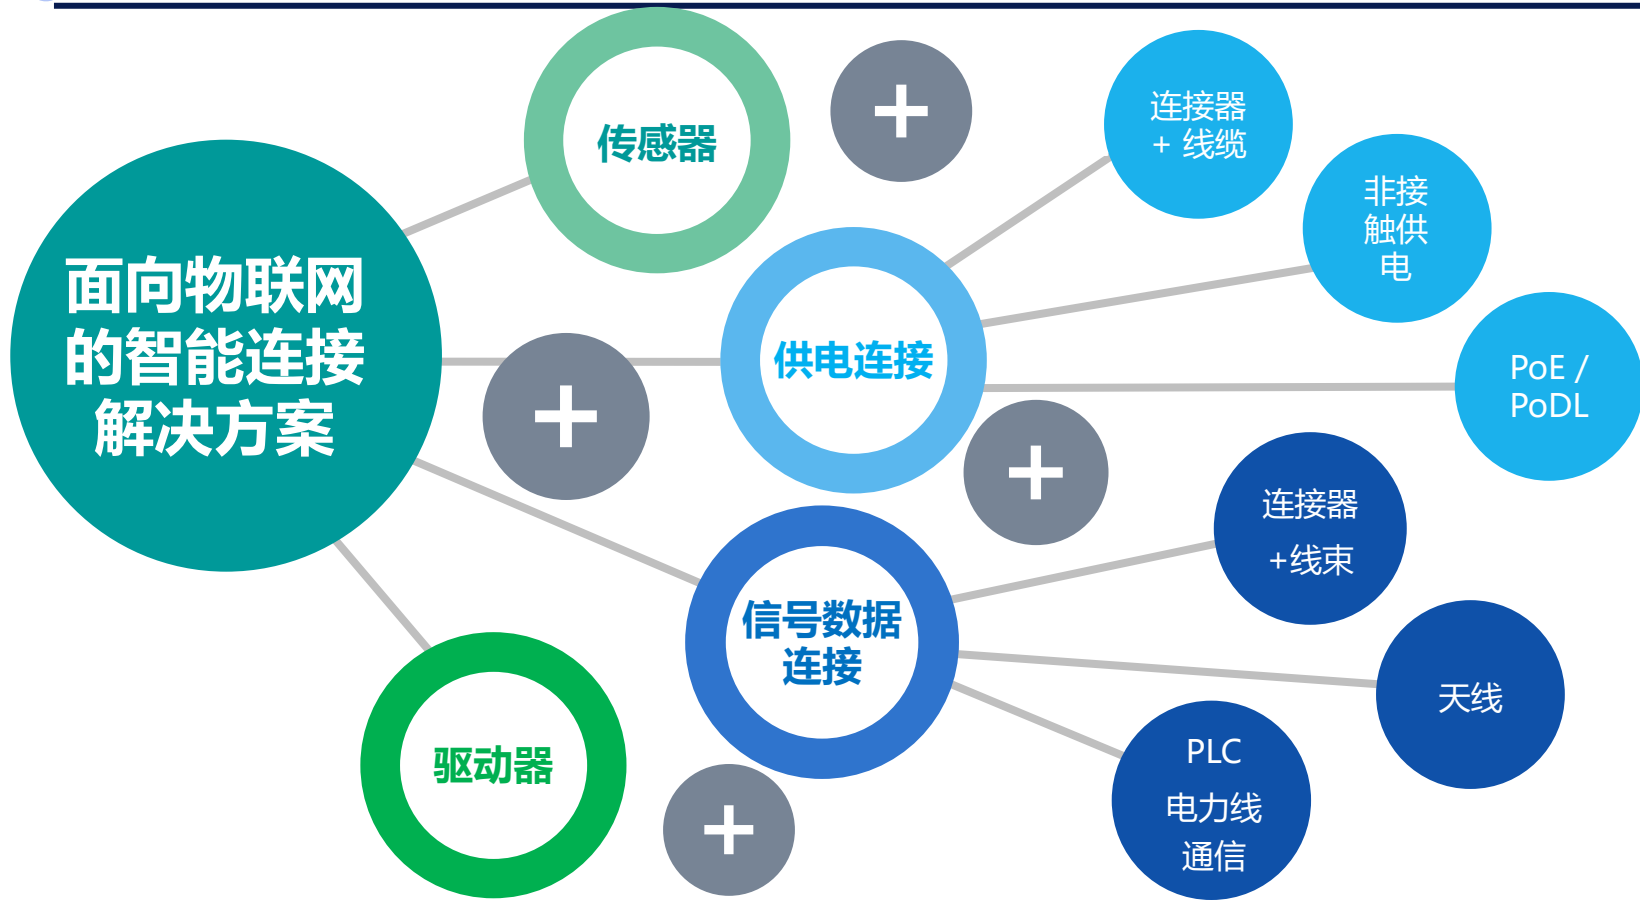 面向物联网
的智能连接
解决方案
传感器
+
供电连接
+
连接器
+ 线缆
非接
触供
电
PoE /
PoDL
+
信号数据
连接
连接器
+线束
天线
PLC
电力线
通信
驱动器
+